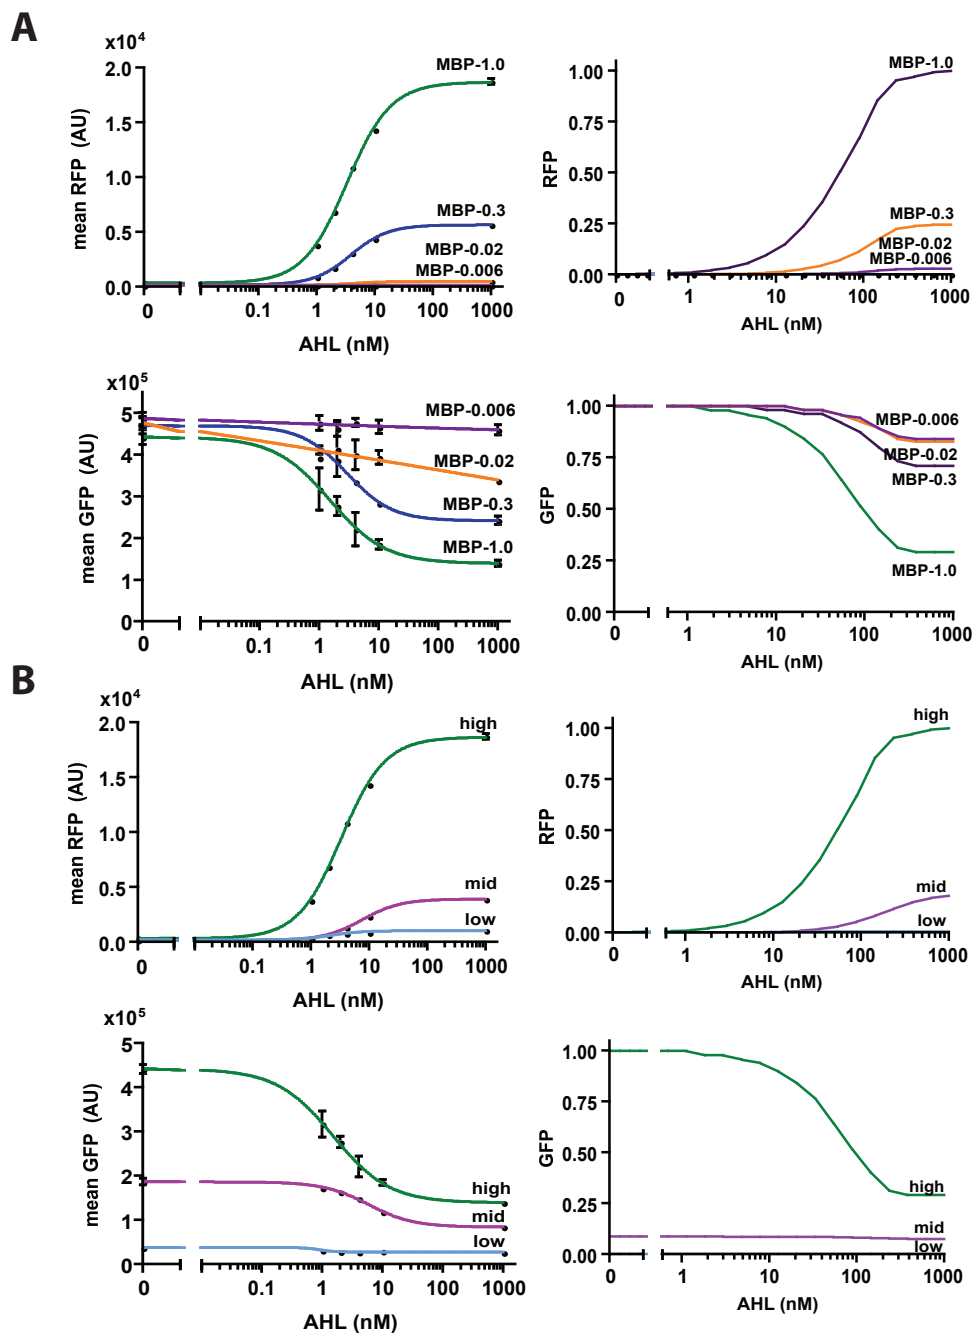 A
x10⁴
mean RFP (AU)
2.0
1.5
1.0
0.5
0.0
MBP-1.0
MBP-0.3
MBP-0.02
MBP-0.006
0
0.1
1
10
100
1000
AHL (nM)
RFP
1.00
0.75
0.50
0.25
0.00
MBP-1.0
MBP-0.3
MBP-0.02
MBP-0.006
0
1
10
100
1000
AHL (nM)
x10⁵
mean GFP (AU)
5
4
3
2
1
0
MBP-0.006
MBP-0.02
MBP-0.3
MBP-1.0
0
0.1
1
10
100
1000
AHL (nM)
GFP
1.00
0.75
0.50
0.25
0.00
MBP-0.006
MBP-0.02
MBP-0.3
MBP-1.0
0
1
10
100
1000
AHL (nM)
B
x10⁴
mean RFP (AU)
2.0
1.5
1.0
0.5
0.0
high
mid
low
0
0.1
1
10
100
1000
AHL (nM)
RFP
1.00
0.75
0.50
0.25
0.00
high
mid
low
0
1
10
100
1000
AHL (nM)
x10⁵
mean GFP (AU)
5
4
3
2
1
0
high
mid
low
0
0.1
1
10
100
1000
AHL (nM)
GFP
1.00
0.75
0.50
0.25
0.00
high
mid
low
0
1
10
100
1000
AHL (nM)